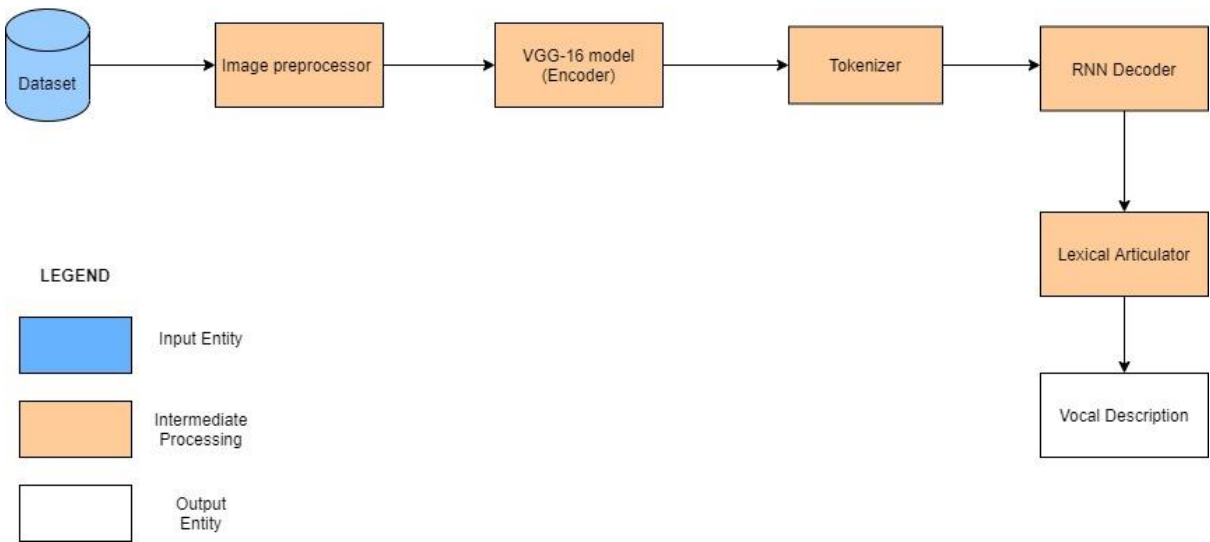 Dataset
Image preprocessor
VGG-16 model
(Encoder)
Tokenizer
RNN Decoder
Lexical Articulator
Vocal Description
LEGEND
Input Entity
Intermediate
Processing
Output
Entity